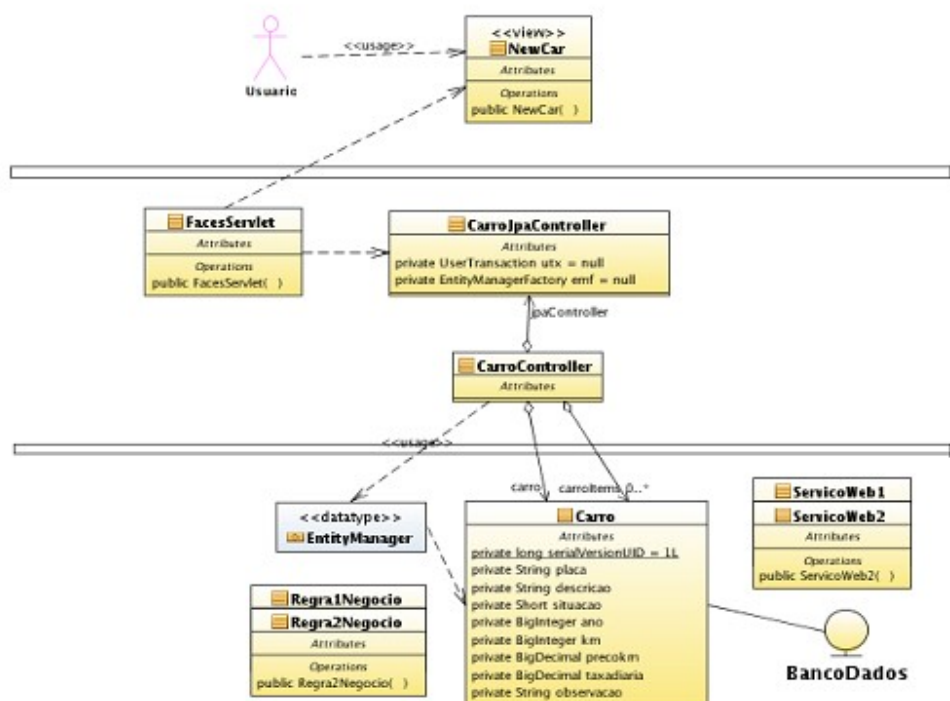 <<view>>
NewCar
Attributes
Operations
public NewCar( )
<<usage>>
Usuario
FacesServlet
Attributes
Operations
public FacesServlet( )
CarroJpaController
Attributes
private UserTransaction utx = null
private EntityManagerFactory emf = null
jpaController
CarroController
Attributes
<<usage>>
carro
carroItems 0..*
<<datatype>>
EntityManager
Carro
Attributes
private long serialVersionUID = 1L
private String placa
private String descricao
private Short situacao
private BigInteger ano
private BigInteger km
private BigDecimal precokm
private BigDecimal taxadiaria
private String observacao
ServicoWeb1
ServicoWeb2
Attributes
Operations
public ServicoWeb2( )
Regra1Negocio
Regra2Negocio
Attributes
Operations
public Regra2Negocio( )
BancoDados